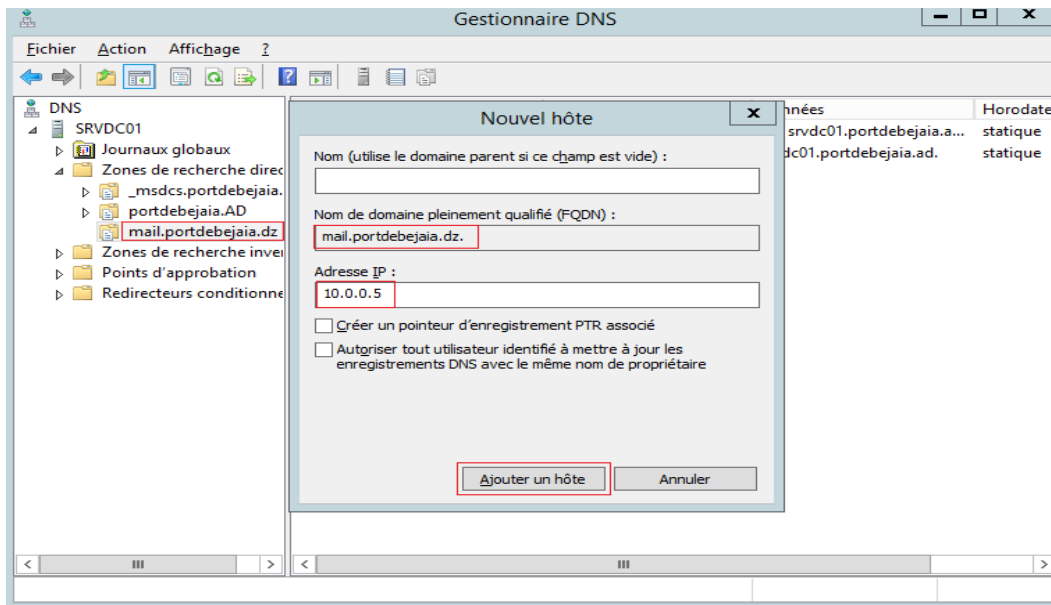 Gestionnaire DNS
Fichier Action Affichage ?
DNS
SRVDC01
Journaux globaux
Zones de recherche direc
_msdcs.portdebejaia.
portdebejaia.AD
mail.portdebejaia.dz
Zones de recherche inver
Points d'approbation
Redirecteurs conditionne
Nouvel hôte
Nom (utilise le domaine parent si ce champ est vide) :
Nom de domaine pleinement qualifié (FQDN) :
mail.portdebejaia.dz.
Adresse IP :
10.0.0.5
Créer un pointeur d'enregistrement PTR associé
Autoriser tout utilisateur identifié à mettre à jour les
enregistrements DNS avec le même nom de propriétaire
Ajouter un hôte Annuler
nnées Horodate
srvdc01.portdebejaia.a... statique
dc01.portdebejaia.ad. statique